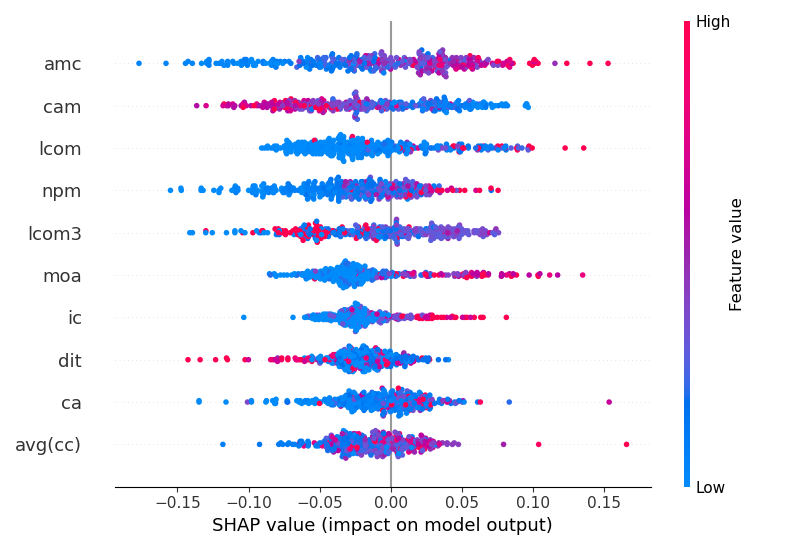 High
amc
cam
lcom
npm
lcom3
moa
ic
dit
ca
avg(cc)
Feature value
Low
−0.15 −0.10 −0.05 0.00 0.05 0.10 0.15
SHAP value (impact on model output)